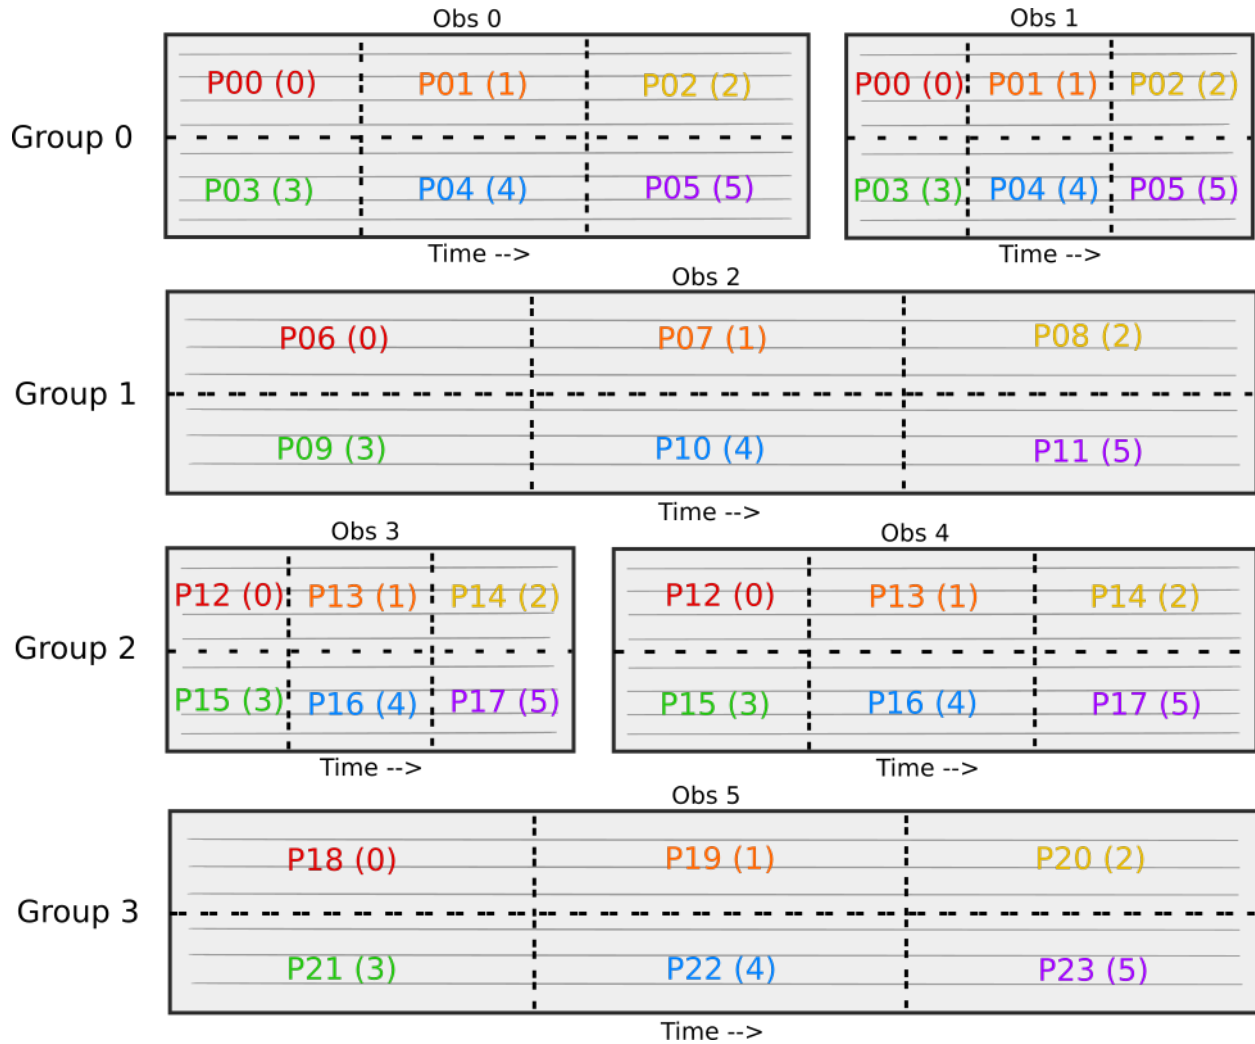 Obs 0
Obs 1
P00 (0) P01 (1) P02 (2)
P00 (0) P01 (1) P02 (2)
Group 0
P03 (3) P04 (4) P05 (5)
P03 (3) P04 (4) P05 (5)
Time -->
Time -->
Obs 2
P06 (0) P07 (1) P08 (2)
Group 1
P09 (3) P10 (4) P11 (5)
Time -->
Obs 3
Obs 4
P12 (0) P13 (1) P14 (2)
P12 (0) P13 (1) P14 (2)
Group 2
P15 (3) P16 (4) P17 (5)
P15 (3) P16 (4) P17 (5)
Time -->
Time -->
Obs 5
P18 (0) P19 (1) P20 (2)
Group 3
P21 (3) P22 (4) P23 (5)
Time -->